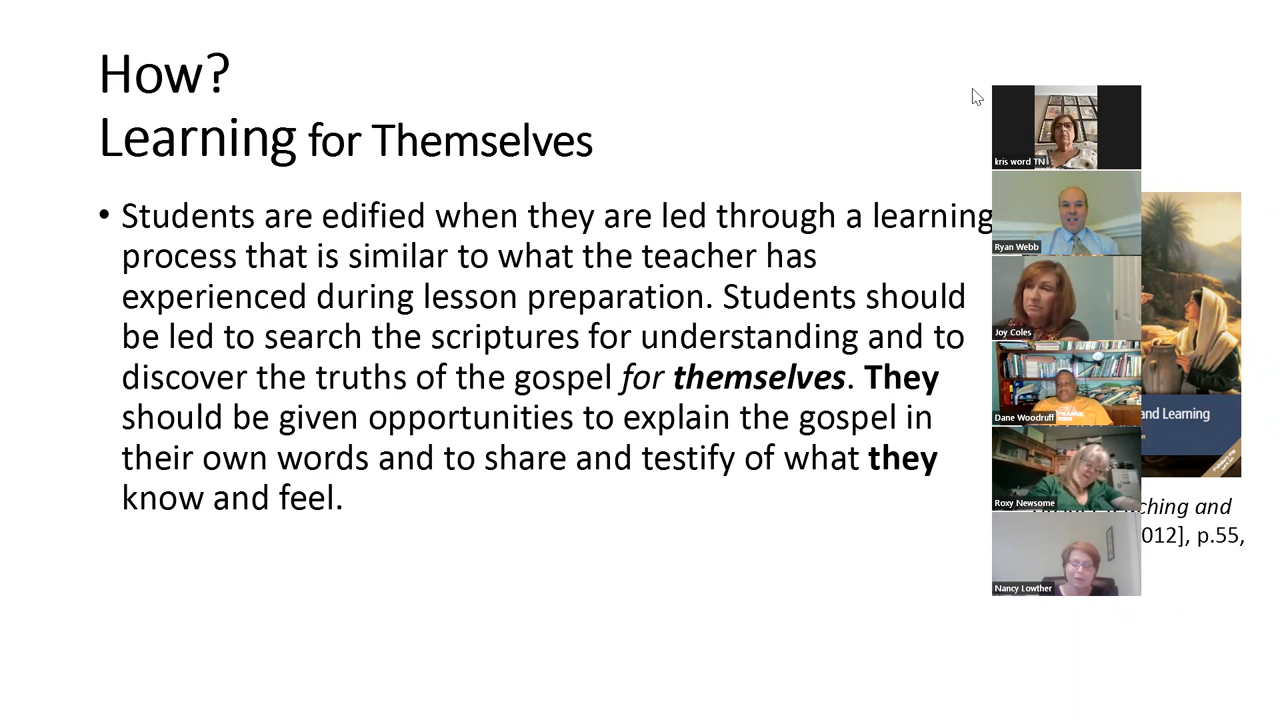 How?
Learning for Themselves
• Students are edified when they are led through a learning
process that is similar to what the teacher has
experienced during lesson preparation. Students should
be led to search the scriptures for understanding and to
discover the truths of the gospel for themselves. They
should be given opportunities to explain the gospel in
their own words and to share and testify of what they
know and feel.
kris word TN
Ryan Webb
Joy Coles
Dane Woodruff
Roxy Newsome
Nancy Lowther
and Learning
and
012], p.55,